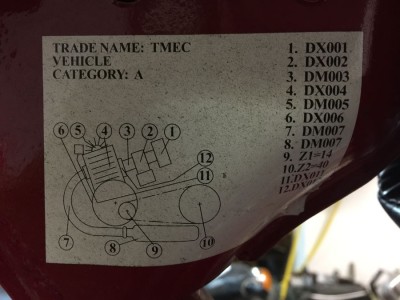 TRADE NAME: TMEC
VEHICLE
CATEGORY: A
1. DX001
2. DX002
3. DM003
4. DX004
5. DM005
6. DX006
7. DM007
8. DM007
9. Z1=14
10. Z2=40
11. DX011
6 5 4 3 2 1
12
11
7 8 9 10